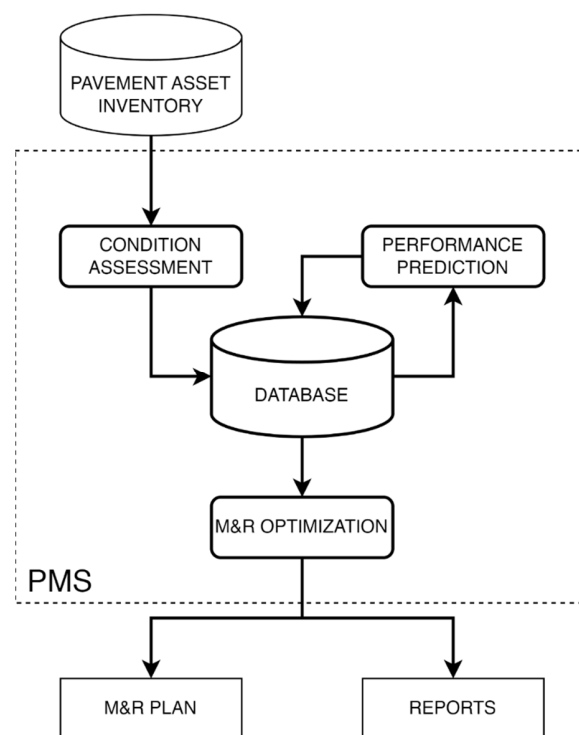 PAVEMENT ASSET
INVENTORY
CONDITION
ASSESSMENT
PERFORMANCE
PREDICTION
DATABASE
M&R OPTIMIZATION
PMS
M&R PLAN
REPORTS